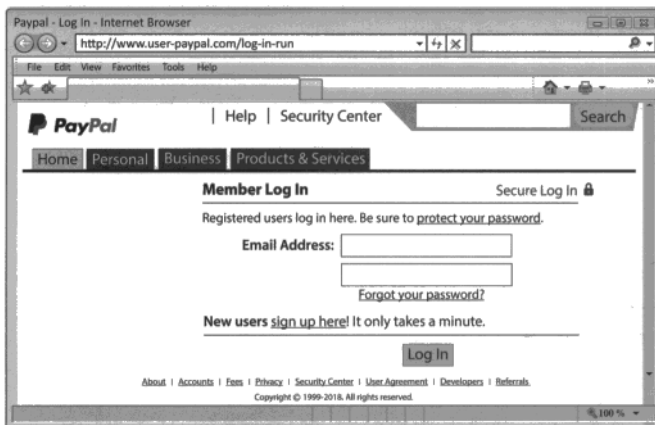 Paypal - Log In - Internet Browser
http://www.user-paypal.com/log-in-run
File Edit View Favorites Tools Help
PayPal | Help | Security Center Search
Home Personal Business Products & Services
Member Log In Secure Log In
Registered users log in here. Be sure to protect your password.
Email Address:
Forgot your password?
New users sign up here! It only takes a minute.
Log In
About | Accounts | Fees | Privacy | Security Center | User Agreement | Developers | Referrals
Copyright © 1999-2018. All rights reserved.
100 %